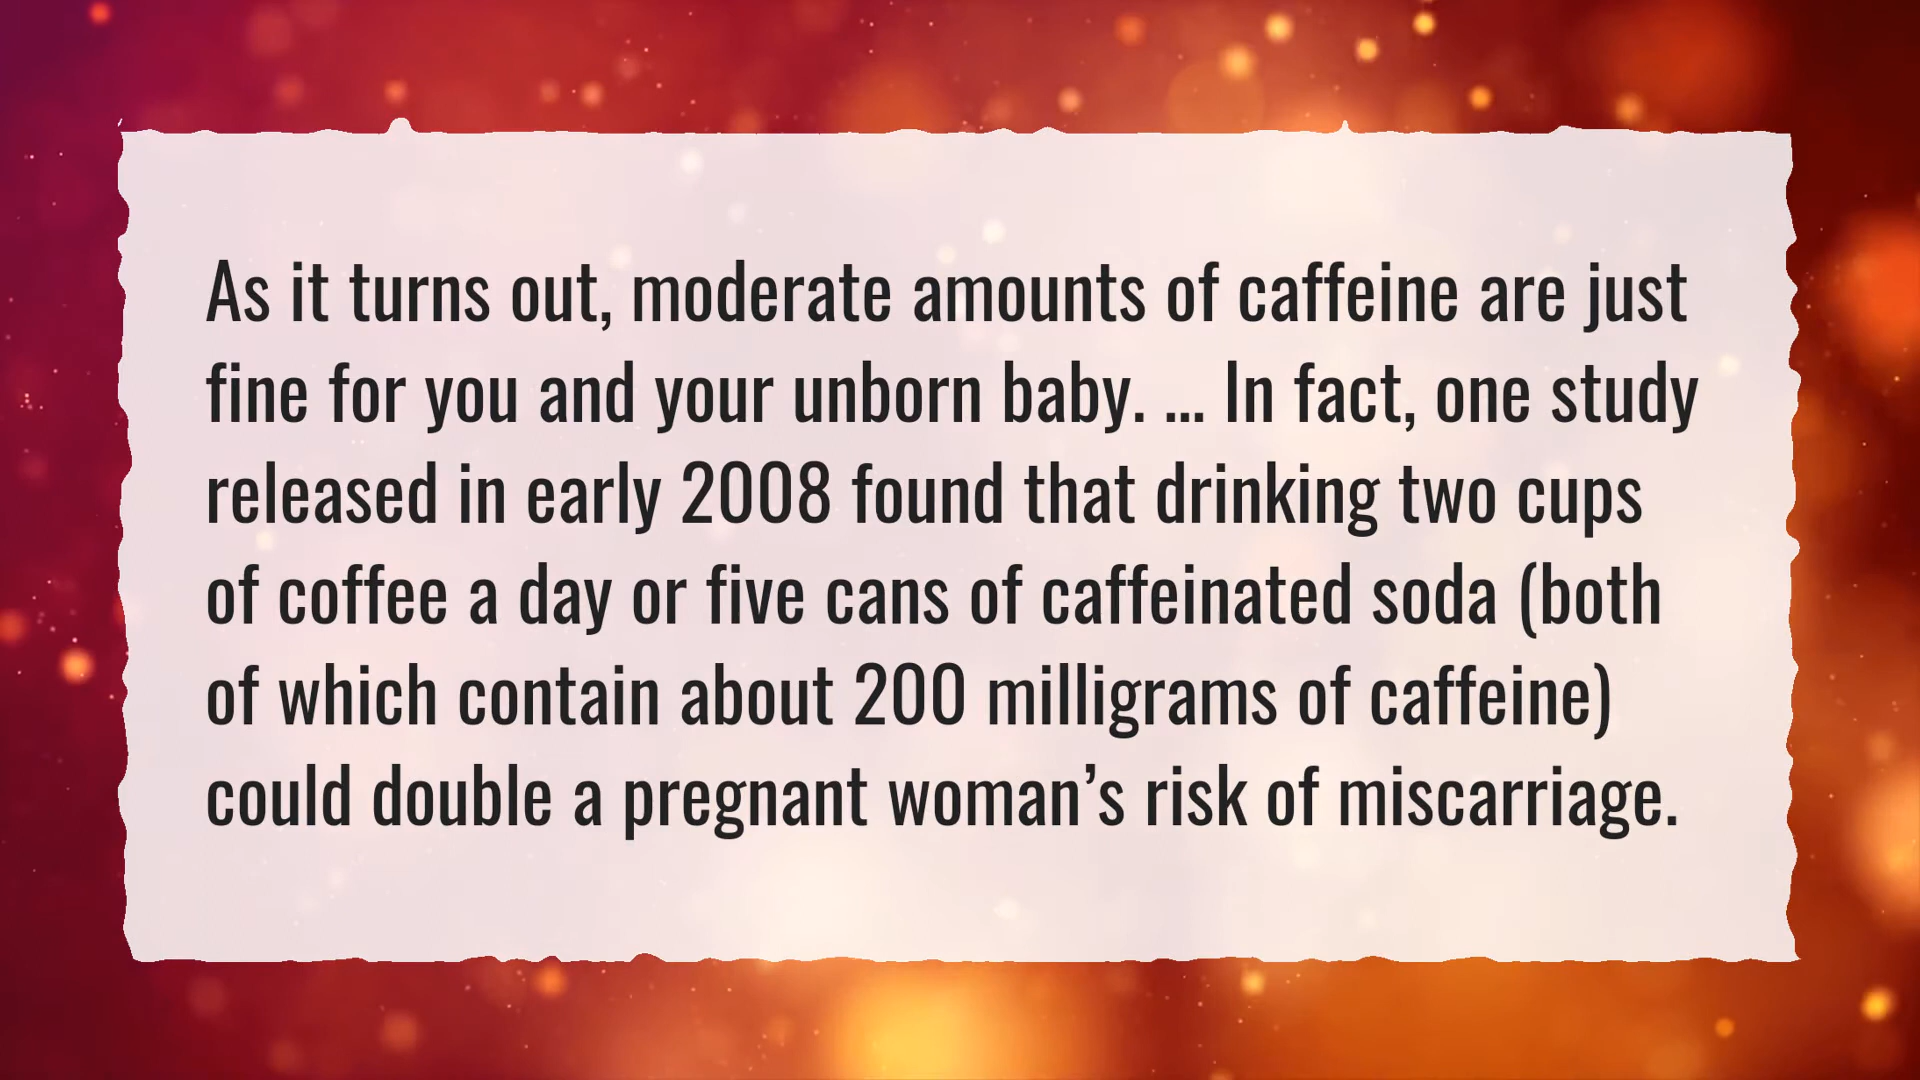 As it turns out, moderate amounts of caffeine are just
fine for you and your unborn baby. ... In fact, one study
released in early 2008 found that drinking two cups
of coffee a day or five cans of caffeinated soda (both
of which contain about 200 milligrams of caffeine)
could double a pregnant woman’s risk of miscarriage.